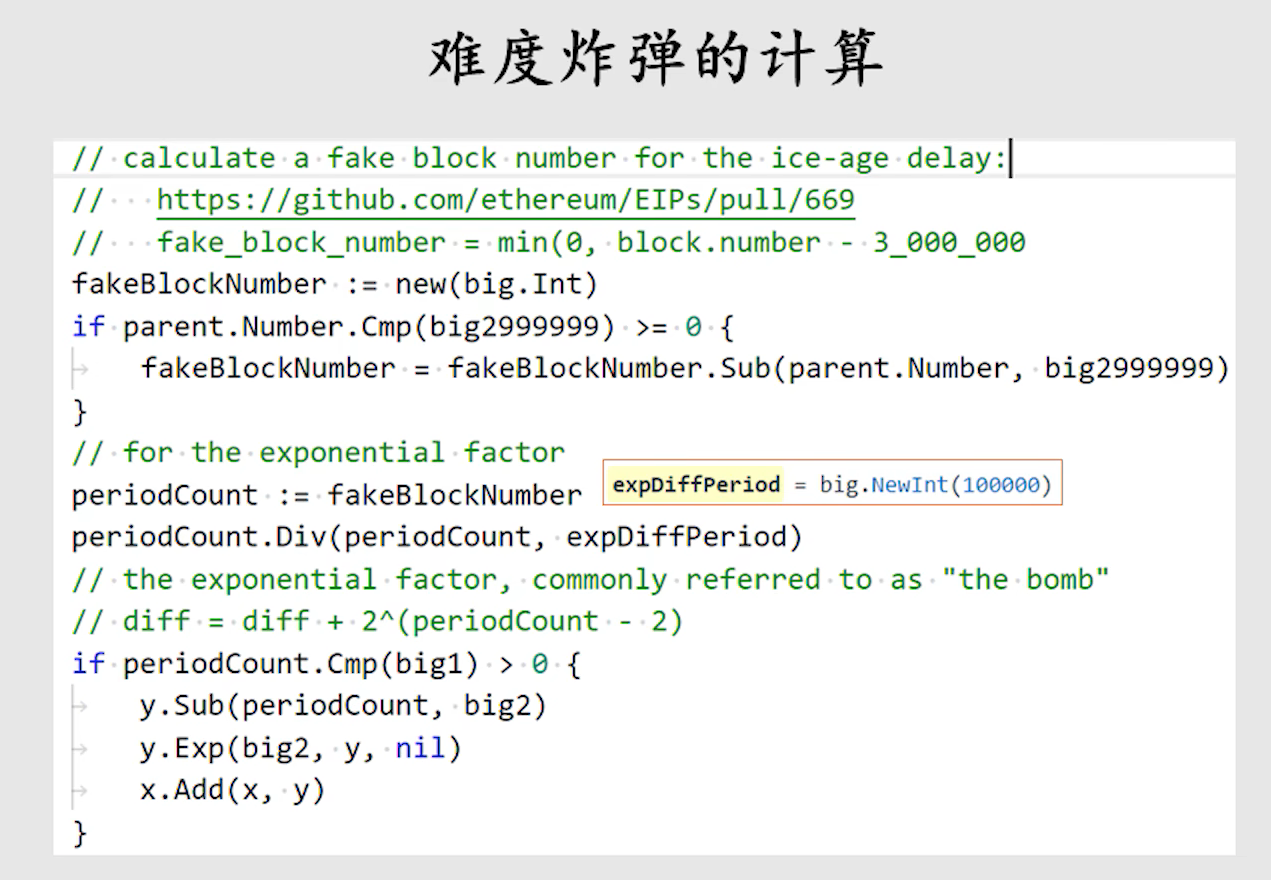 难度炸弹的计算
// calculate a fake block number for the ice-age delay:
//   https://github.com/ethereum/EIPs/pull/669
//   fake_block_number = min(0, block.number - 3_000_000
fakeBlockNumber := new(big.Int)
if parent.Number.Cmp(big2999999) >= 0 {
    fakeBlockNumber = fakeBlockNumber.Sub(parent.Number, big2999999)
}
// for the exponential factor
periodCount := fakeBlockNumber
expDiffPeriod = big.NewInt(100000)
periodCount.Div(periodCount, expDiffPeriod)
// the exponential factor, commonly referred to as "the bomb"
// diff = diff + 2^(periodCount - 2)
if periodCount.Cmp(big1) > 0 {
    y.Sub(periodCount, big2)
    y.Exp(big2, y, nil)
    x.Add(x, y)
}